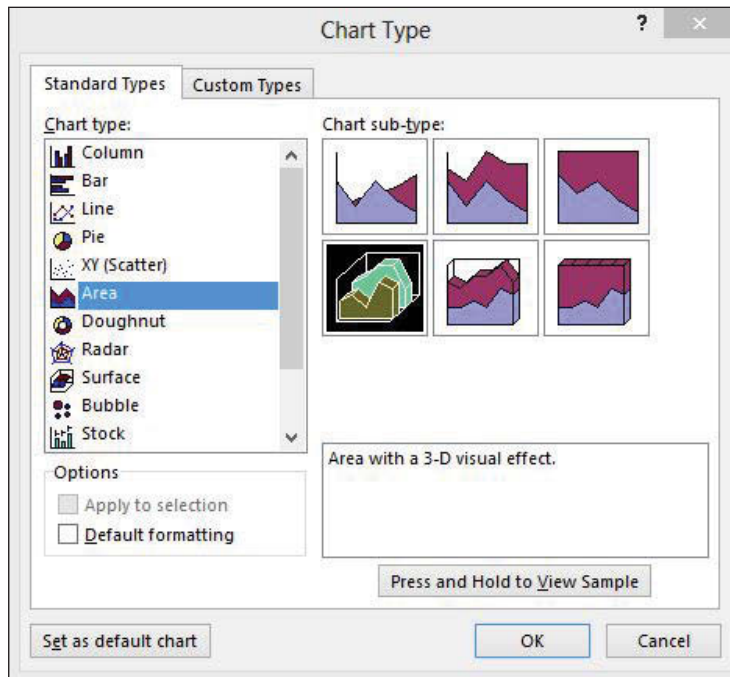 Chart Type
?
×
Standard Types
Custom Types
Chart type:
Column
Bar
Line
Pie
XY (Scatter)
Area
Doughnut
Radar
Surface
Bubble
Stock
Chart sub-type:
Area with a 3-D visual effect.
Options
Apply to selection
Default formatting
Press and Hold to View Sample
Set as default chart
OK
Cancel